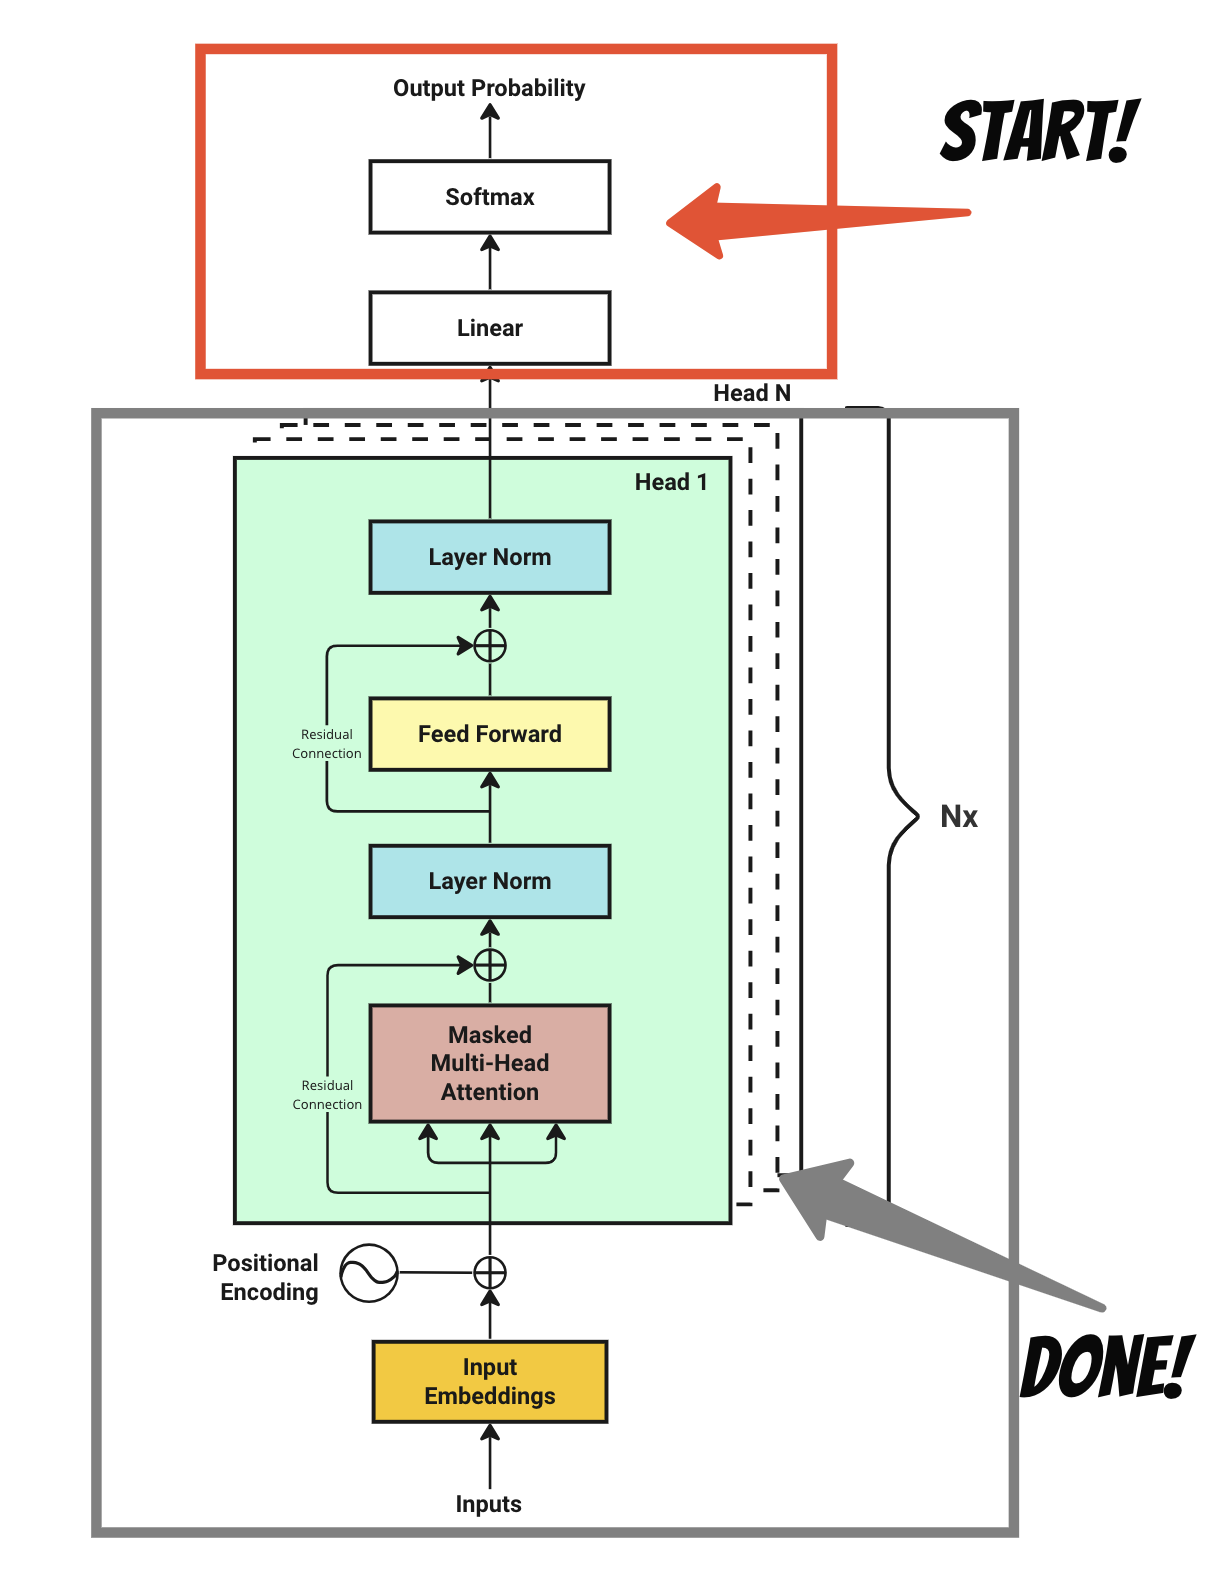 Output Probability
START!
Softmax
Linear
Head N
Head 1
Layer Norm
Residual
Connection
Feed Forward
Nx
Layer Norm
Masked
Multi-Head
Attention
Residual
Connection
Positional
Encoding
DONE!
Input
Embeddings
Inputs